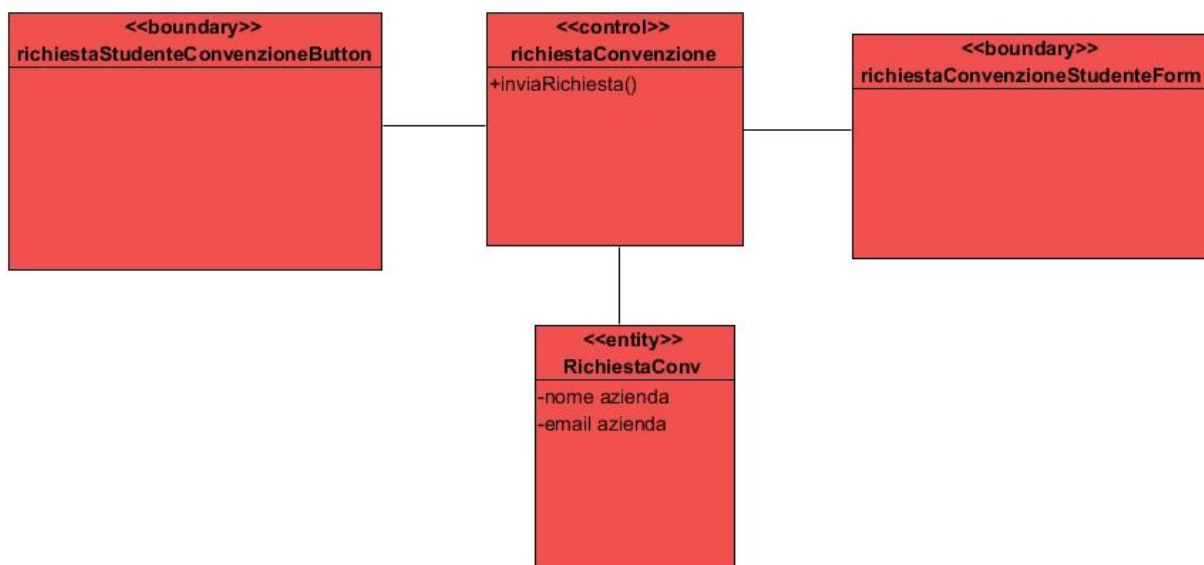 <<boundary>>
richiestaStudenteConvenzioneButton
<<control>>
richiestaConvenzione
+inviaRichiesta()
<<boundary>>
richiestaConvenzioneStudenteForm
<<entity>>
RichiestaConv
-nome azienda
-email azienda